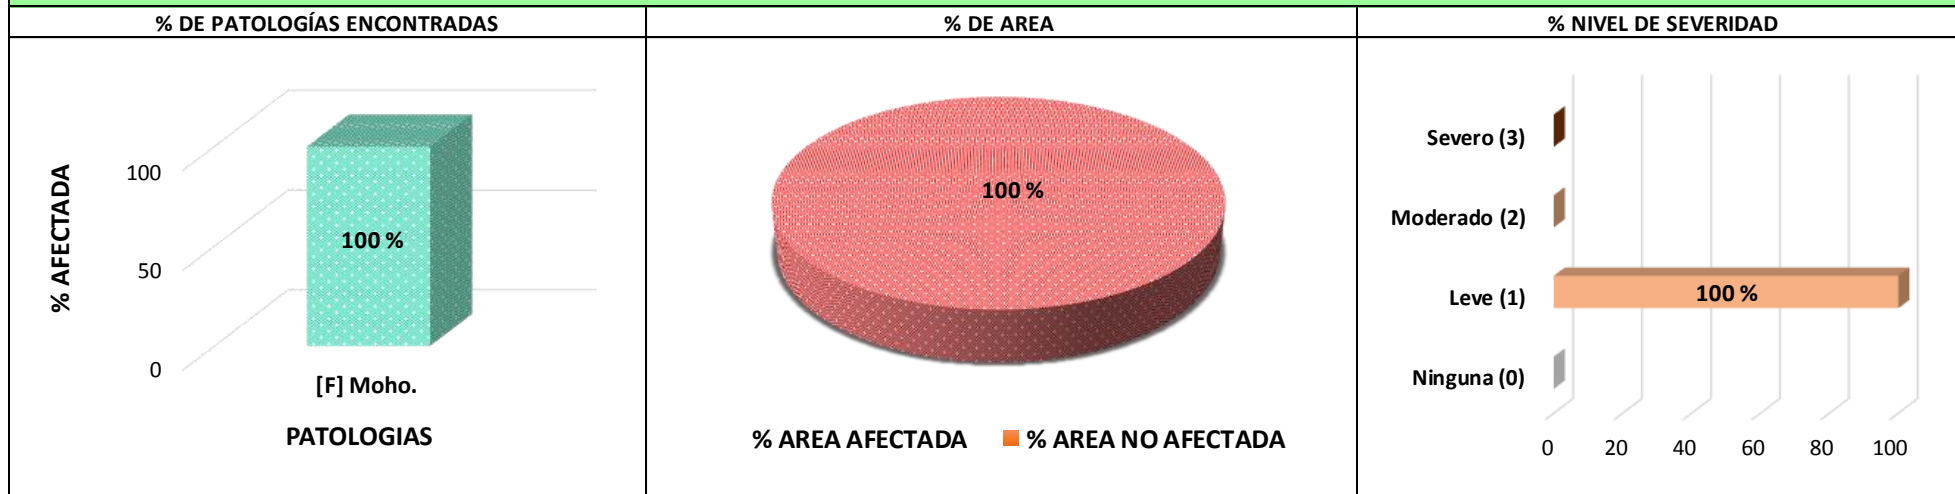 % DE PATOLOGÍAS ENCONTRADAS
% AFECTADA
100
50
0
100 %
[F] Moho.
PATOLOGIAS
% DE AREA
100 %
% AREA AFECTADA
% AREA NO AFECTADA
% NIVEL DE SEVERIDAD
Severo (3)
Moderado (2)
Leve (1)
100 %
Ninguna (0)
0 20 40 60 80 100